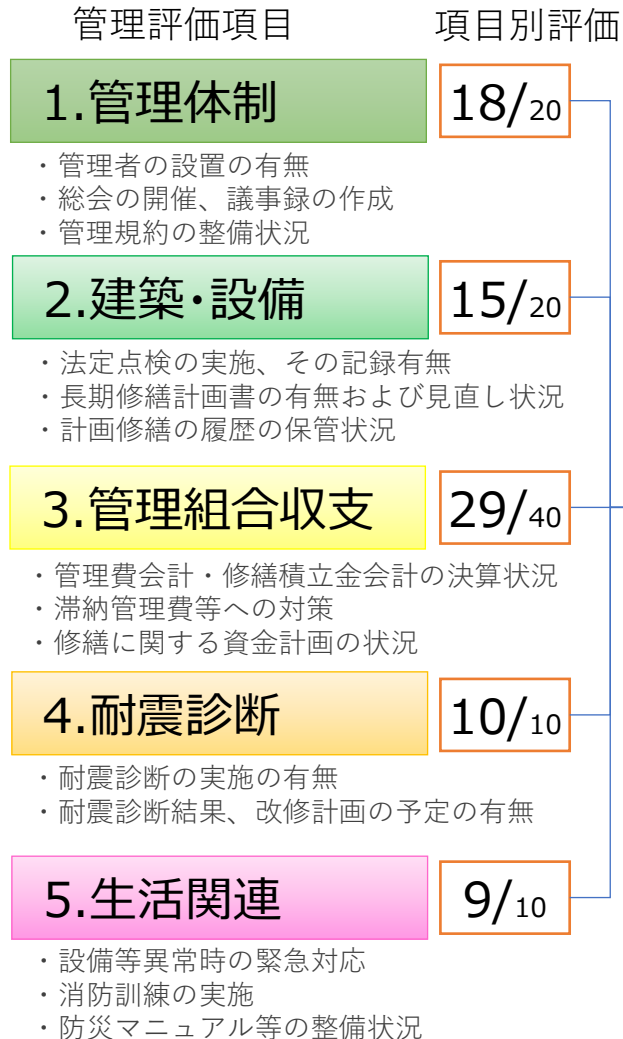 管理評価項目 項目別評価
1.管理体制 18/20
・管理者の設置の有無
・総会の開催、議事録の作成
・管理規約の整備状況
2.建築・設備 15/20
・法定点検の実施、その記録有無
・長期修繕計画書の有無および見直し状況
・計画修繕の履歴の保管状況
3.管理組合収支 29/40
・管理費会計・修繕積立金会計の決算状況
・滞納管理費等への対策
・修繕に関する資金計画の状況
4.耐震診断 10/10
・耐震診断の実施の有無
・耐震診断結果、改修計画の予定の有無
5.生活関連 9/10
・設備等異常時の緊急対応
・消防訓練の実施
・防災マニュアル等の整備状況